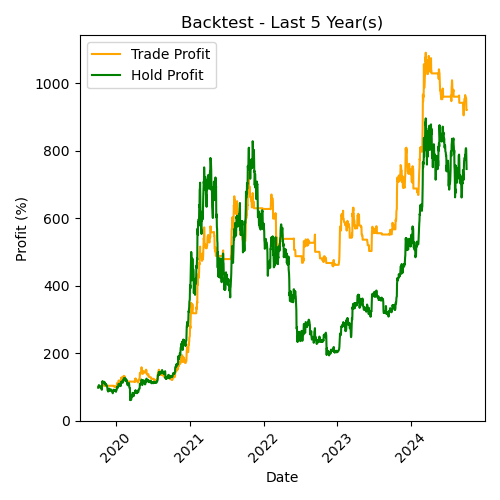 Backtest - Last 5 Year(s)
Trade Profit
Hold Profit
Profit (%)
1000
800
600
400
200
0
2020
2021
2022
2023
2024
Date